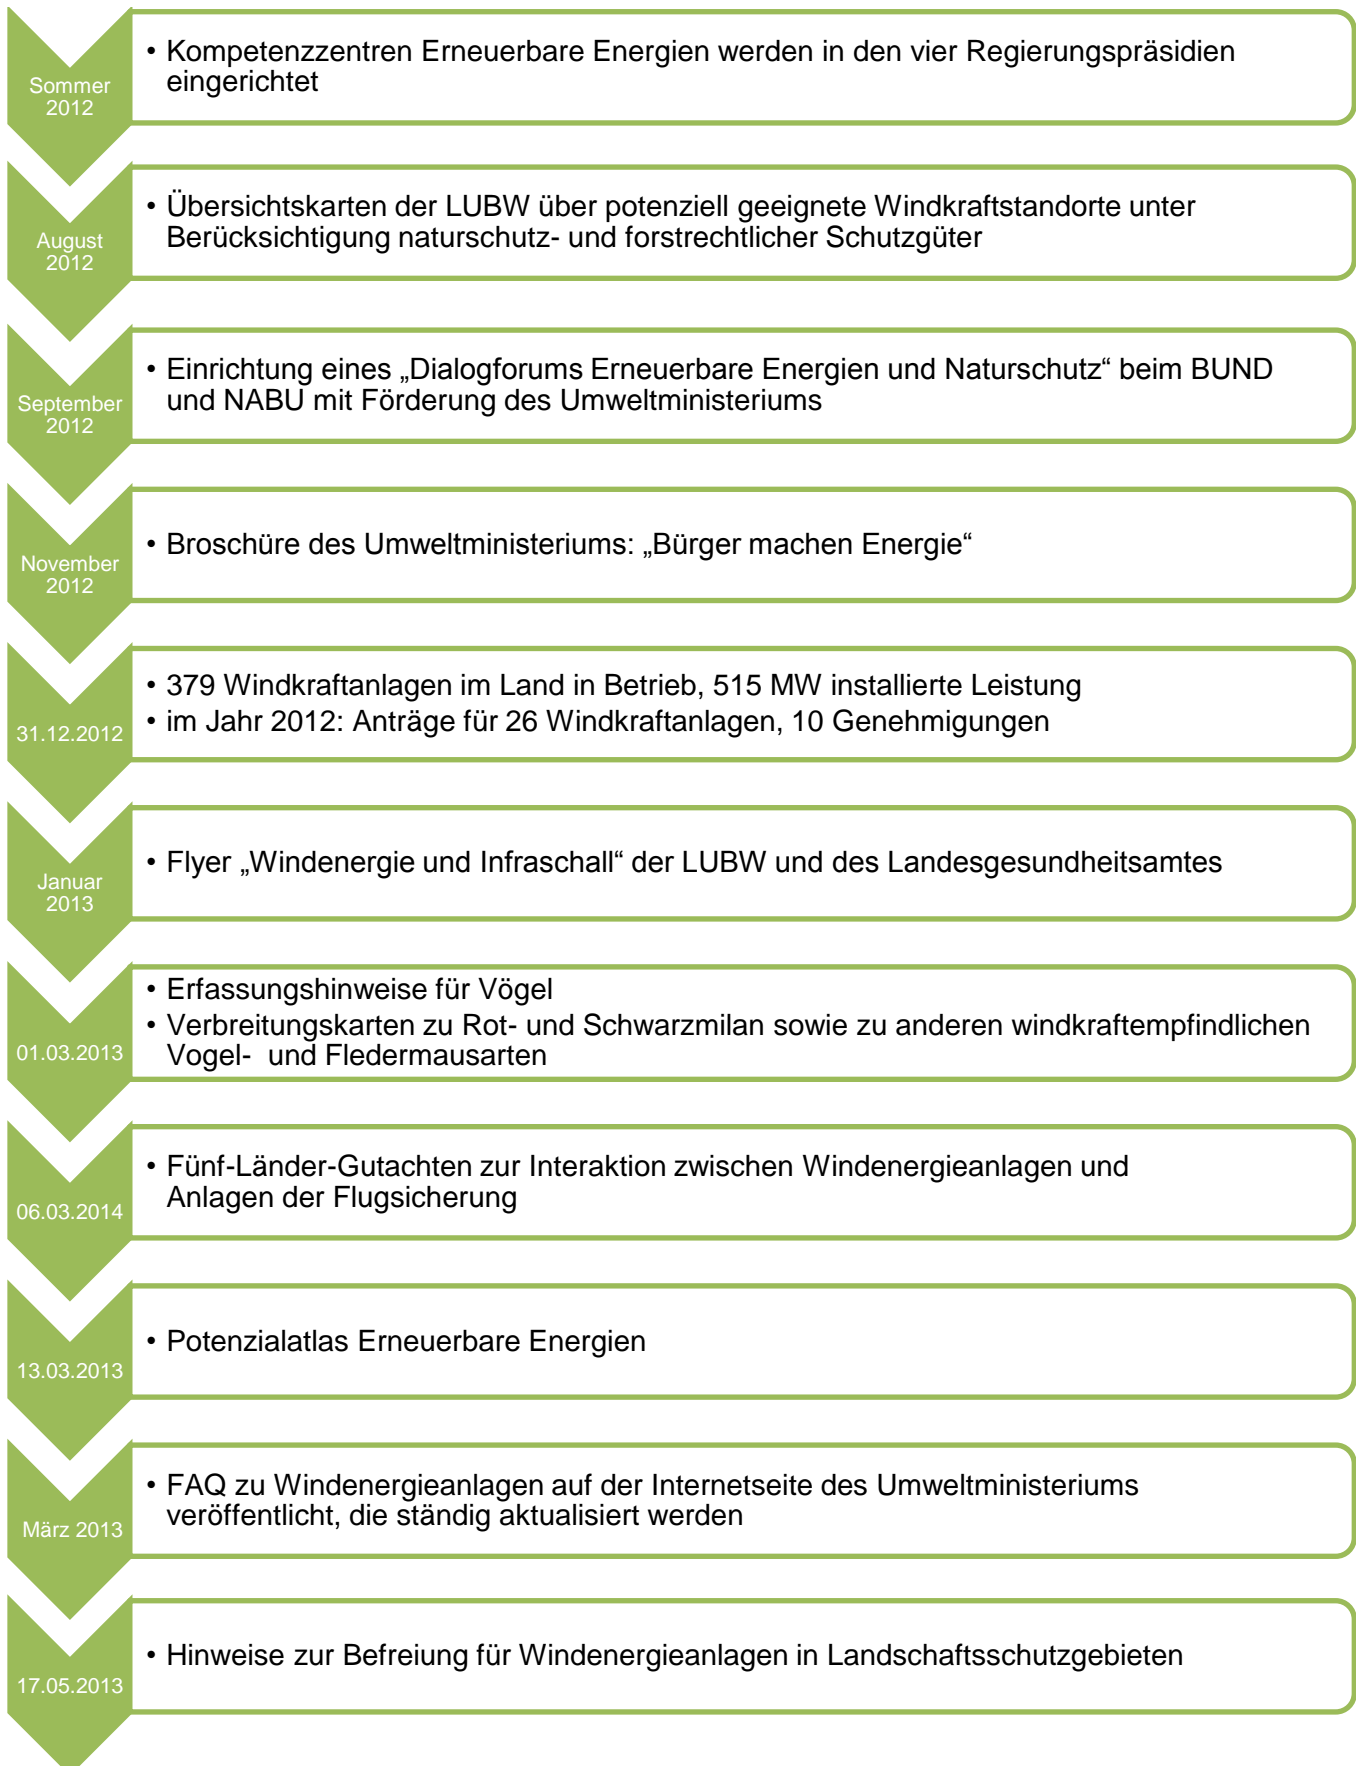 Sommer
2012
• Kompetenzzentren Erneuerbare Energien werden in den vier Regierungspräsidien
eingerichtet
August
2012
• Übersichtskarten der LUBW über potenziell geeignete Windkraftstandorte unter
Berücksichtigung naturschutz- und forstrechtlicher Schutzgüter
September
2012
• Einrichtung eines „Dialogforums Erneuerbare Energien und Naturschutz“ beim BUND
und NABU mit Förderung des Umweltministeriums
November
2012
• Broschüre des Umweltministeriums: „Bürger machen Energie“
31.12.2012
• 379 Windkraftanlagen im Land in Betrieb, 515 MW installierte Leistung
• im Jahr 2012: Anträge für 26 Windkraftanlagen, 10 Genehmigungen
Januar
2013
• Flyer „Windenergie und Infraschall“ der LUBW und des Landesgesundheitsamtes
01.03.2013
• Erfassungshinweise für Vögel
• Verbreitungskarten zu Rot- und Schwarzmilan sowie zu anderen windkraftempfindlichen
Vogel- und Fledermausarten
06.03.2014
• Fünf-Länder-Gutachten zur Interaktion zwischen Windenergieanlagen und
Anlagen der Flugsicherung
13.03.2013
• Potenzialatlas Erneuerbare Energien
März 2013
• FAQ zu Windenergieanlagen auf der Internetseite des Umweltministeriums
veröffentlicht, die ständig aktualisiert werden
17.05.2013
• Hinweise zur Befreiung für Windenergieanlagen in Landschaftsschutzgebieten